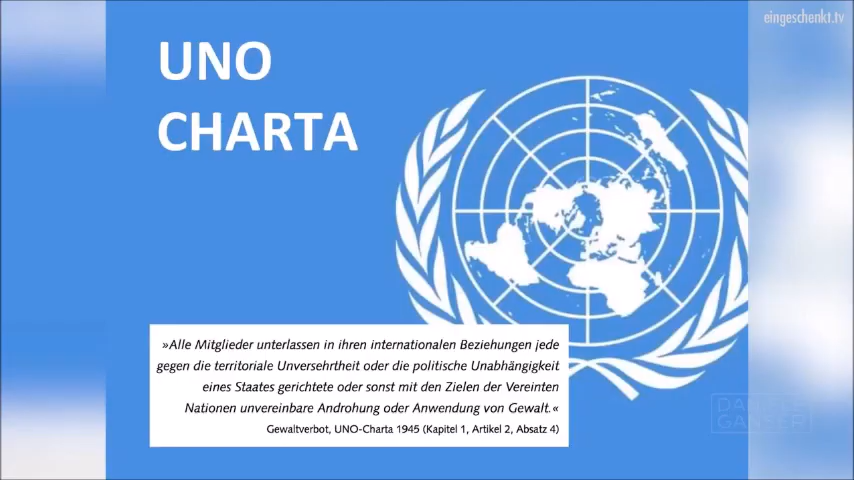 eingeschenkt.tv
UNO
CHARTA
»Alle Mitglieder unterlassen in ihren internationalen Beziehungen jede
gegen die territoriale Unversehrtheit oder die politische Unabhängigkeit
eines Staates gerichtete oder sonst mit den Zielen der Vereinten
Nationen unvereinbare Androhung oder Anwendung von Gewalt.«
Gewaltverbot, UNO-Charta 1945 (Kapitel 1, Artikel 2, Absatz 4)
DANIELE
GANSER